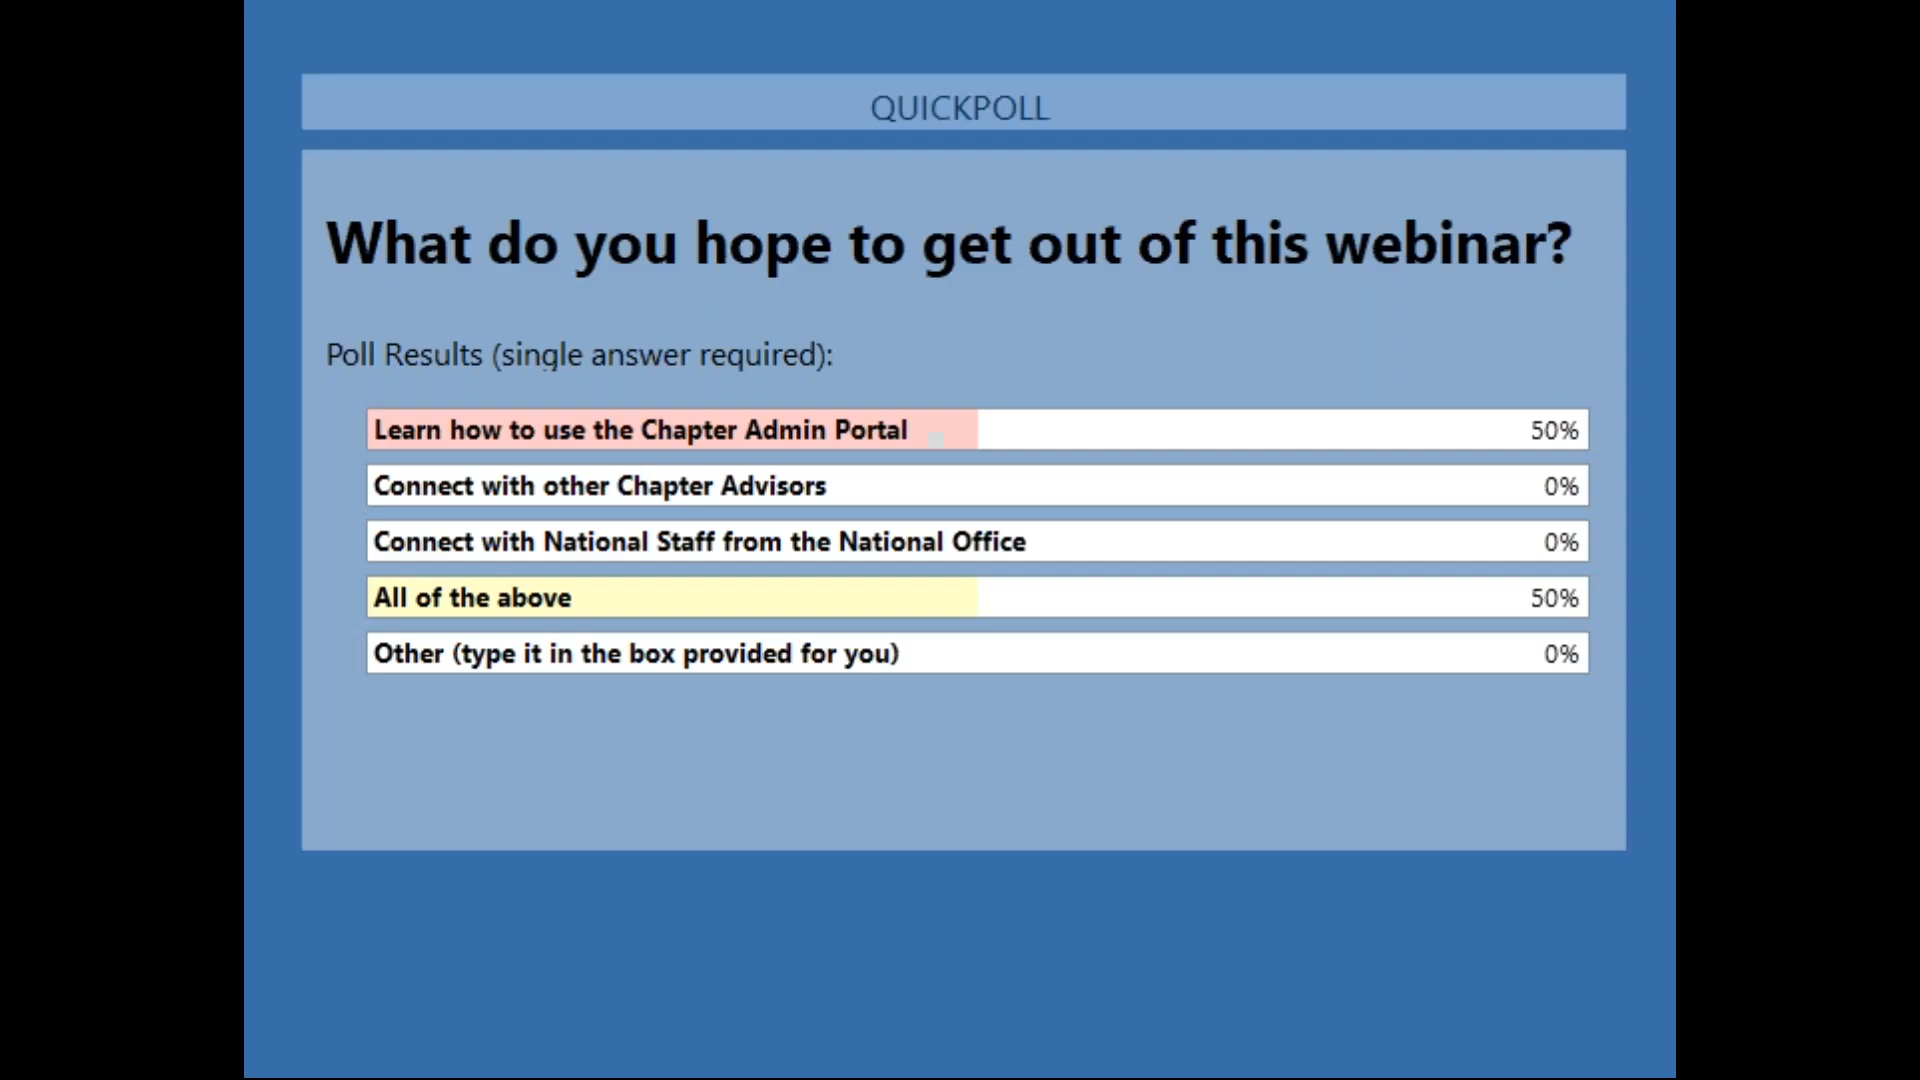 QUICKPOLL
What do you hope to get out of this webinar?
Poll Results (single answer required):
Learn how to use the Chapter Admin Portal 50%
Connect with other Chapter Advisors 0%
Connect with National Staff from the National Office 0%
All of the above 50%
Other (type it in the box provided for you) 0%